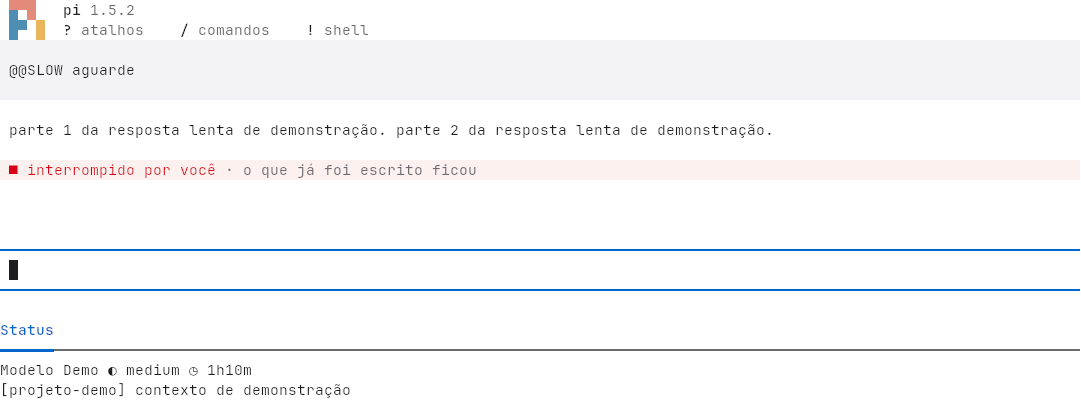 pi 1.5.2
? atalhos / comandos ! shell
@@SLOW aguarde
parte 1 da resposta lenta de demonstração. parte 2 da resposta lenta de demonstração.
■ interrompido por você · o que já foi escrito ficou
Status
Modelo Demo ◐ medium ◷ 1h10m
[projeto-demo] contexto de demonstração